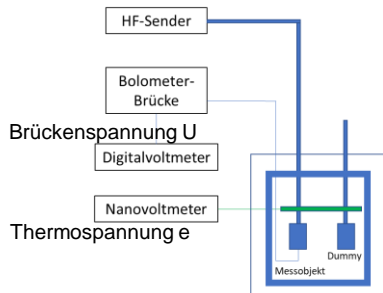 HF-Sender
Bolometer-
Brücke
Brückenspannung U
Digitalvoltmeter
Nanovoltmeter
Thermospannung e
Dummy
Messobjekt